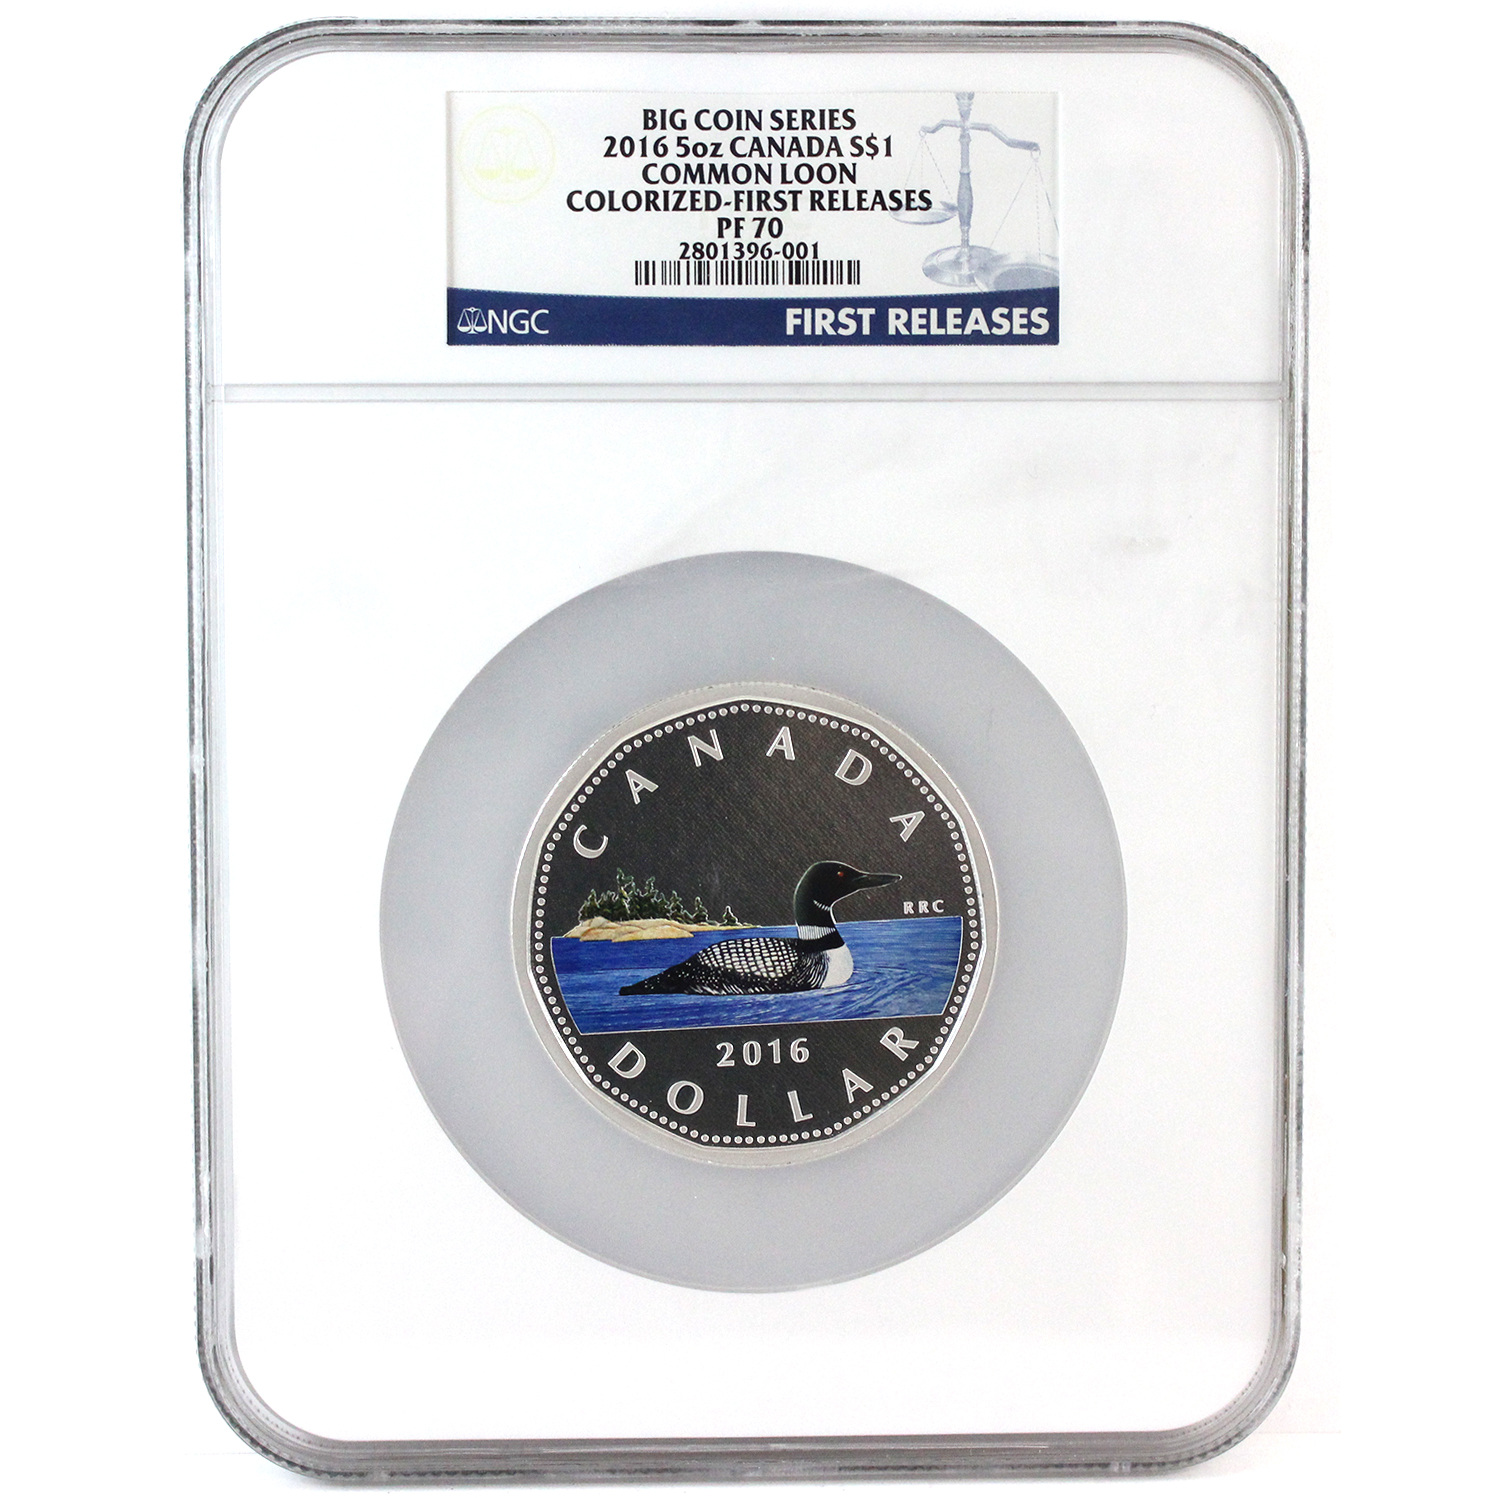 BIG COIN SERIES
2016 5oz CANADA S$1
COMMON LOON
COLORIZED-FIRST RELEASES
PF 70
2801396-001
NGC
FIRST RELEASES
CANADA
RRC
2016
DOLLAR